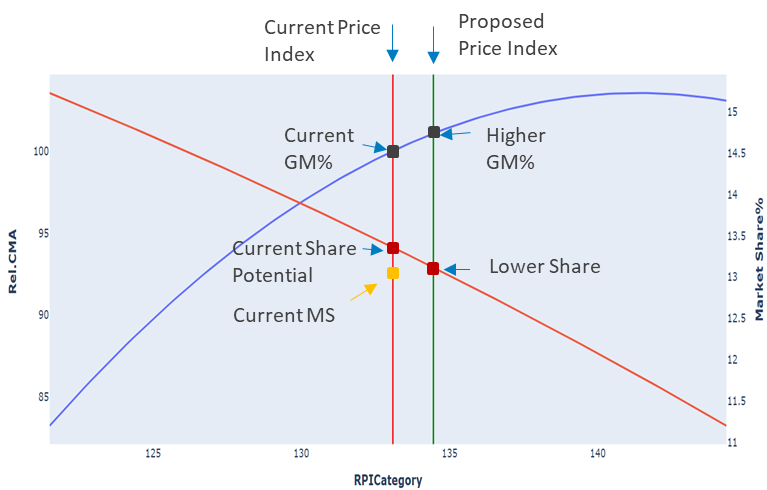 Current Price
Index
Proposed
Price Index
Current
GM%
Higher
GM%
Current Share
Potential
Lower Share
Current MS
Rel.CMA
100
95
90
85
Market Share%
15
14.5
14
13.5
13
12.5
12
11.5
11
125
130
135
140
RPICategory